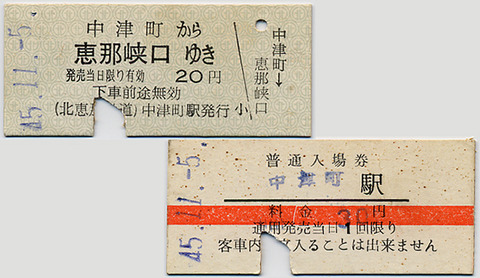 45.11.-5.
中津町 から
恵那峡口 ゆき
発売当日限り有効 20円
下車前途無効
(北恵 道) 中津町駅発行
小
中津町→恵那峡口
45.11.-5.
普通入場券
中津町 駅
料金 30円
適用発売当日1回限り
客車内 入ることは出来ません